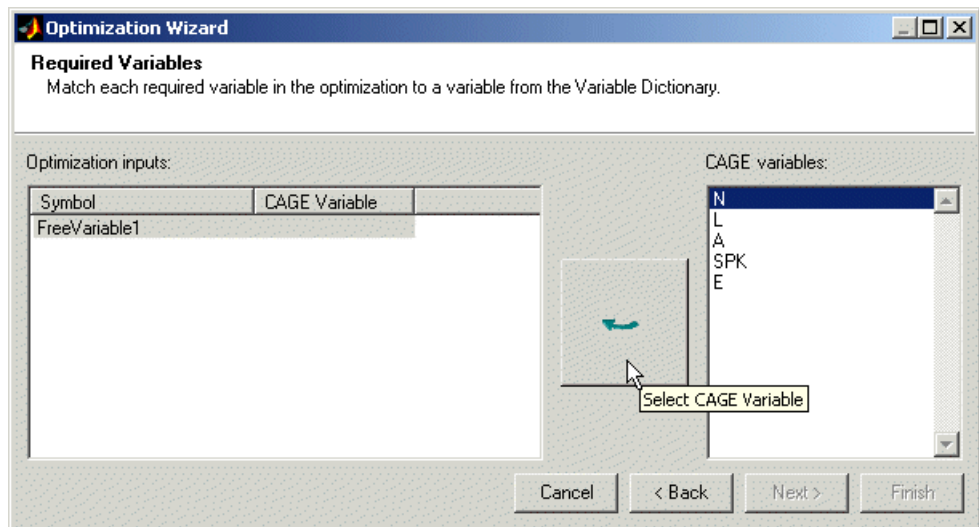 Optimization Wizard
Required Variables
Match each required variable in the optimization to a variable from the Variable Dictionary.
Optimization inputs:
CAGE variables:
Symbol CAGE Variable
FreeVariable1
N
L
A
SPK
E
Select CAGE Variable
Cancel < Back Next > Finish